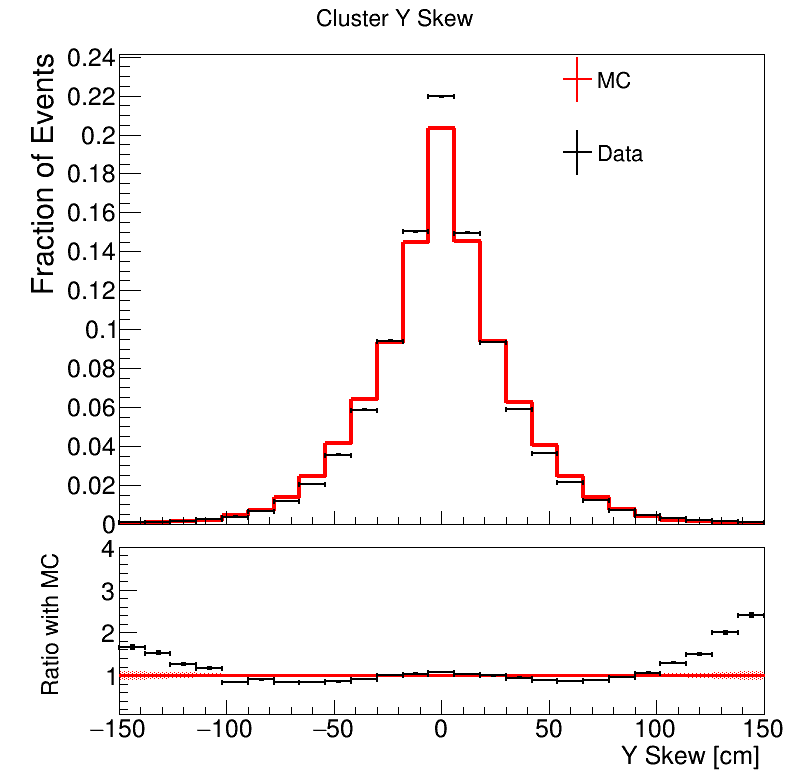 Cluster Y Skew
Fraction of Events
0.24
0.22
0.2
0.18
0.16
0.14
0.12
0.1
0.08
0.06
0.04
0.02
0
MC
Data
Ratio with MC
4
3
2
1
−150 −100 −50 0 50 100 150
Y Skew [cm]